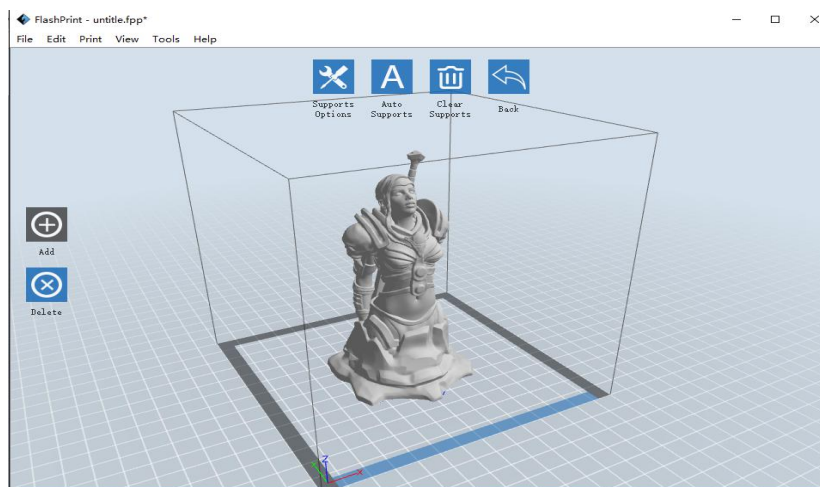 FlashPrint - untitle.fpp*
File Edit Print View Tools Help
A
Supports Options
Auto Supports
Clear Supports
Back
Add
Delete
Z
X